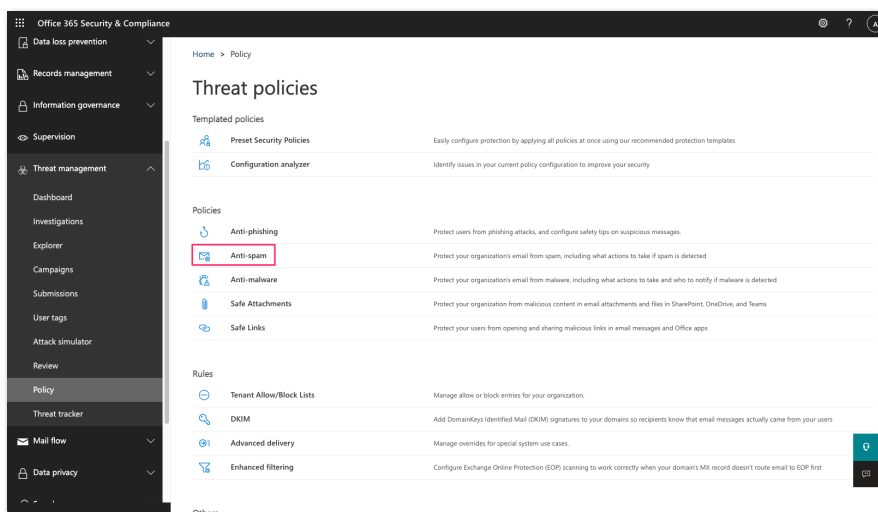 Office 365 Security & Compliance
?
A
Data loss prevention
Records management
Information governance
Supervision
Threat management
Dashboard
Investigations
Explorer
Campaigns
Submissions
User tags
Attack simulator
Review
Policy
Threat tracker
Mail flow
Data privacy
Home > Policy
Threat policies
Templated policies
Preset Security Policies Easily configure protection by applying all policies at once using our recommended protection templates
Configuration analyzer Identify issues in your current policy configuration to improve your security
Policies
Anti-phishing Protect users from phishing attacks, and configure safety tips on suspicious messages.
Anti-spam Protect your organization's email from spam, including what actions to take if spam is detected
Anti-malware Protect your organization's email from malware, including what actions to take and who to notify if malware is detected
Safe Attachments Protect your organization from malicious content in email attachments and files in SharePoint, OneDrive, and Teams
Safe Links Protect your users from opening and sharing malicious links in email messages and Office apps
Rules
Tenant Allow/Block Lists Manage allow or block entries for your organization.
DKIM Add DomainKeys Identified Mail (DKIM) signatures to your domains so recipients know that email messages actually came from your users
Advanced delivery Manage overrides for special system use cases.
Enhanced filtering Configure Exchange Online Protection (EOP) scanning to work correctly when your domain's MX record doesn't route email to EOP first